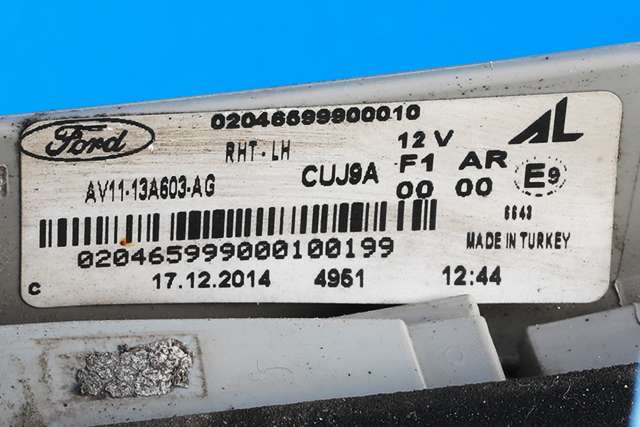 Ford
02046599900010
RHT - LH
12 V
AL
AV11-13A603-AG
CUJ9A
F1 AR
00 00
E9
6643
020465999000100199
MADE IN TURKEY
C
17.12.2014 4951 12:44